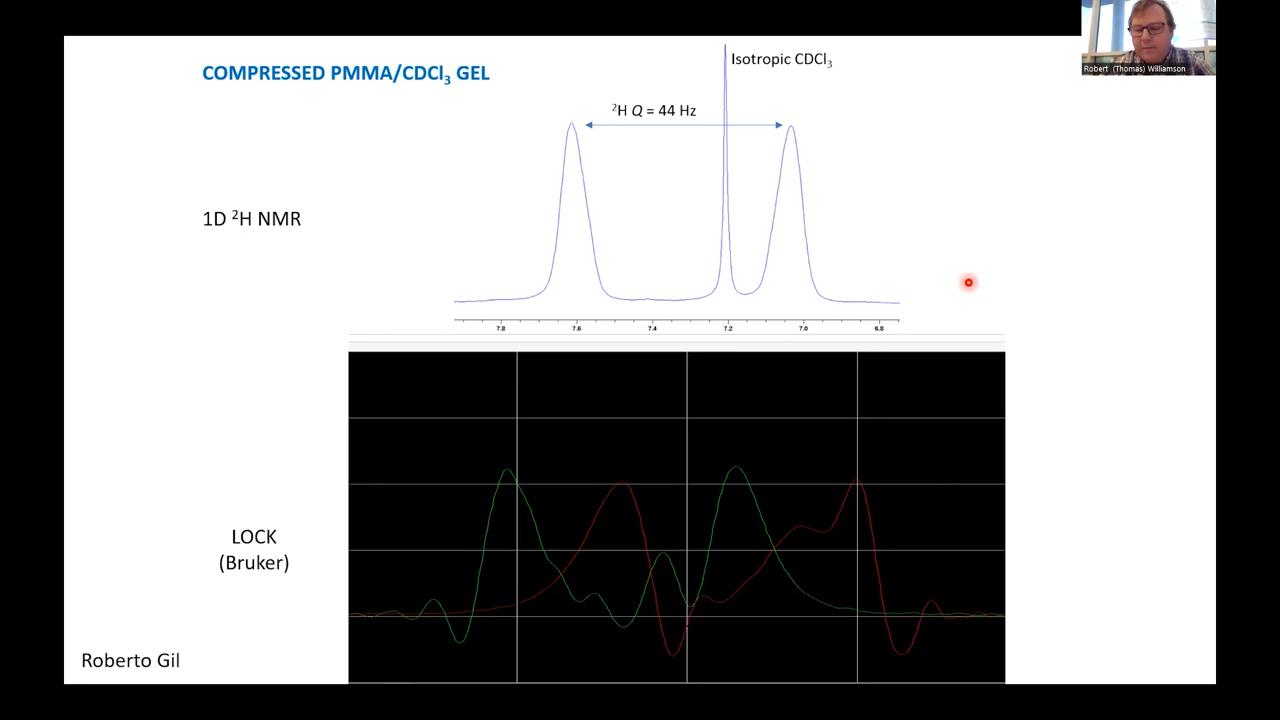 COMPRESSED PMMA/CDCl₃ GEL
Isotropic CDCl₃
Robert (Thomas) Williamson
²H Q = 44 Hz
1D ²H NMR
7.8 7.6 7.4 7.2 7.0 6.8
LOCK
(Bruker)
Roberto Gil